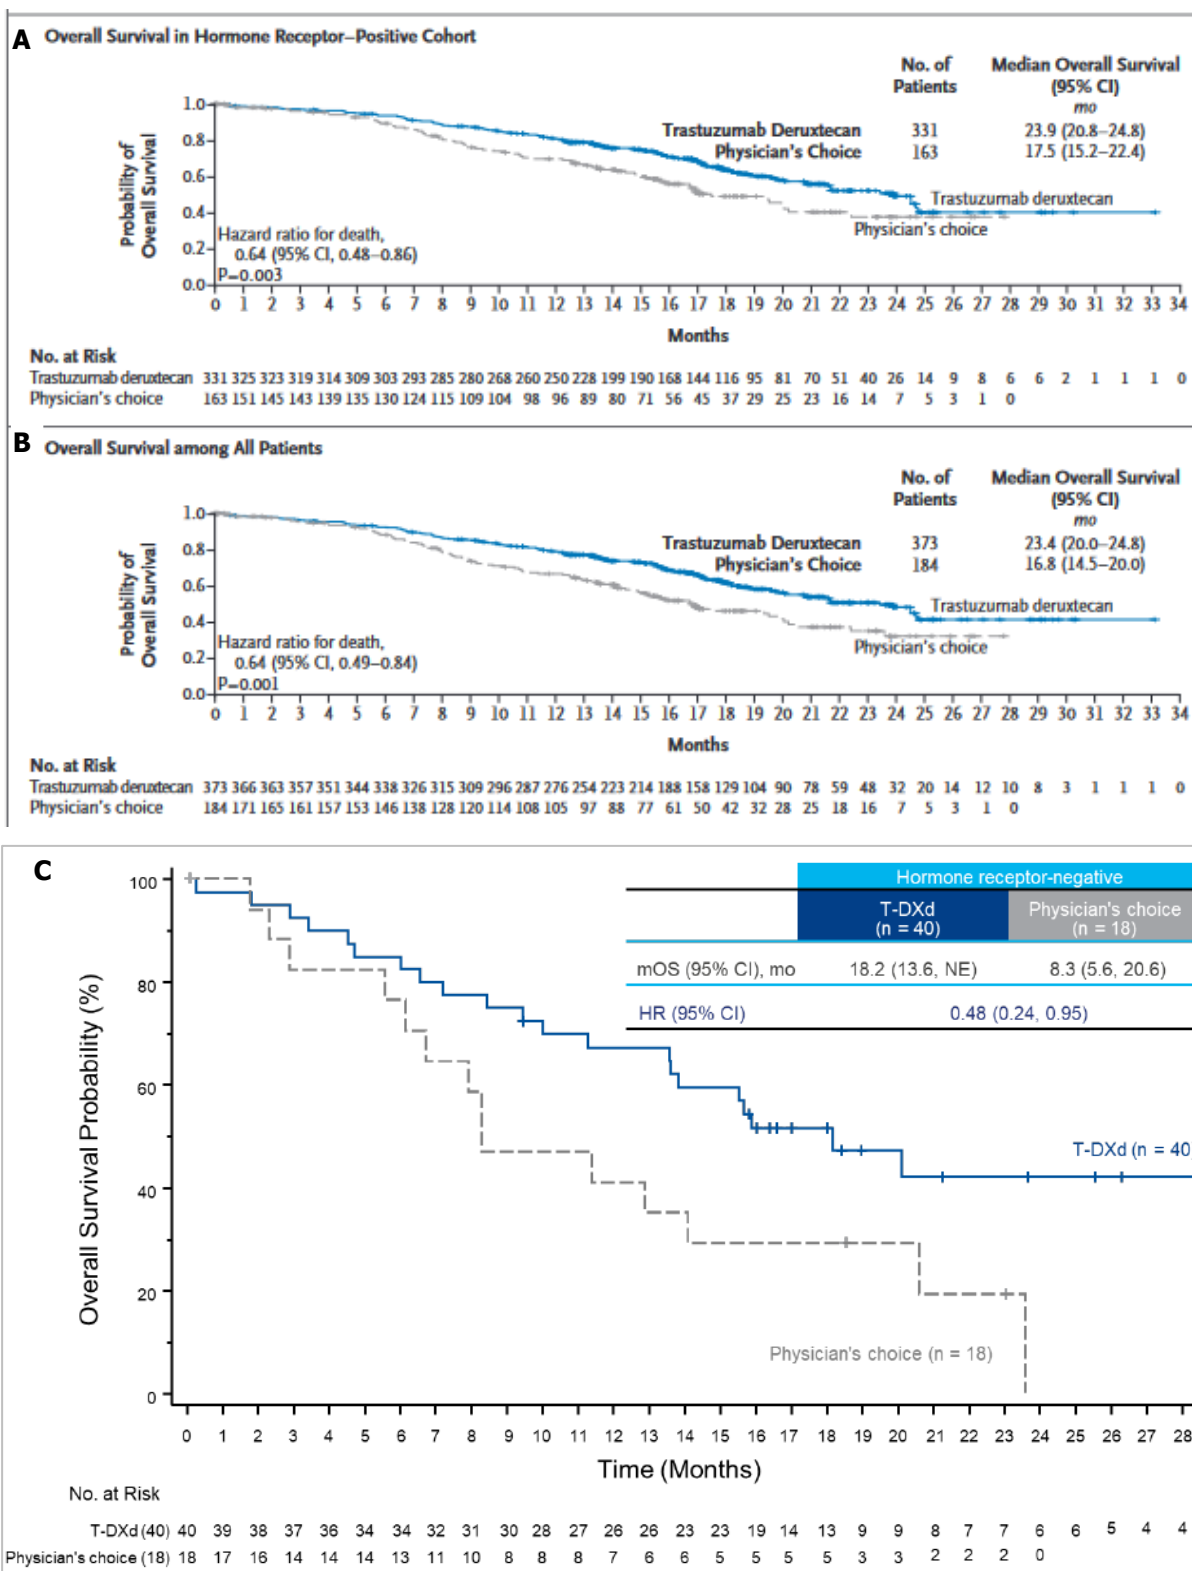 A Overall Survival in Hormone Receptor–Positive Cohort
No. of Patients
Median Overall Survival (95% CI)
mo
Trastuzumab Deruxtecan 331 23.9 (20.8–24.8)
Physician's Choice 163 17.5 (15.2–22.4)
Probability of Overall Survival
1.0
0.8
0.6
0.4
0.2
0.0
Trastuzumab deruxtecan
Physician's choice
Hazard ratio for death,
0.64 (95% CI, 0.48–0.86)
P=0.003
0 1 2 3 4 5 6 7 8 9 10 11 12 13 14 15 16 17 18 19 20 21 22 23 24 25 26 27 28 29 30 31 32 33 34
Months
No. at Risk
Trastuzumab deruxtecan 331 325 323 319 314 309 303 293 285 280 268 260 250 228 199 190 168 144 116 95 81 70 51 40 26 14 9 8 6 6 2 1 1 1 0
Physician's choice 163 151 145 143 139 135 130 124 115 109 104 98 96 89 80 71 56 45 37 29 25 23 16 14 7 5 3 1 0
B Overall Survival among All Patients
No. of Patients
Median Overall Survival (95% CI)
mo
Trastuzumab Deruxtecan 373 23.4 (20.0–24.8)
Physician's Choice 184 16.8 (14.5–20.0)
Probability of Overall Survival
1.0
0.8
0.6
0.4
0.2
0.0
Trastuzumab deruxtecan
Physician's choice
Hazard ratio for death,
0.64 (95% CI, 0.49–0.84)
P=0.001
0 1 2 3 4 5 6 7 8 9 10 11 12 13 14 15 16 17 18 19 20 21 22 23 24 25 26 27 28 29 30 31 32 33 34
Months
No. at Risk
Trastuzumab deruxtecan 373 366 363 357 351 344 338 326 315 309 296 287 276 254 223 214 188 158 129 104 90 78 59 48 32 20 14 12 10 8 3 1 1 1 0
Physician's choice 184 171 165 161 157 153 146 138 128 120 114 108 105 97 88 77 61 50 42 32 28 25 18 16 7 5 3 1 0
C
Hormone receptor-negative
T-DXd (n = 40)
Physician's choice (n = 18)
mOS (95% CI), mo 18.2 (13.6, NE) 8.3 (5.6, 20.6)
HR (95% CI) 0.48 (0.24, 0.95)
Overall Survival Probability (%)
100
80
60
40
20
0
T-DXd (n = 40
Physician's choice (n = 18)
0 1 2 3 4 5 6 7 8 9 10 11 12 13 14 15 16 17 18 19 20 21 22 23 24 25 26 27 28
Time (Months)
No. at Risk
T-DXd (40) 40 39 38 37 36 34 34 32 31 30 28 27 26 26 23 23 19 14 13 9 9 8 7 7 6 6 5 4 4
Physician's choice (18) 18 17 16 14 14 14 13 11 10 8 8 8 7 6 6 5 5 5 5 3 3 2 2 2 0